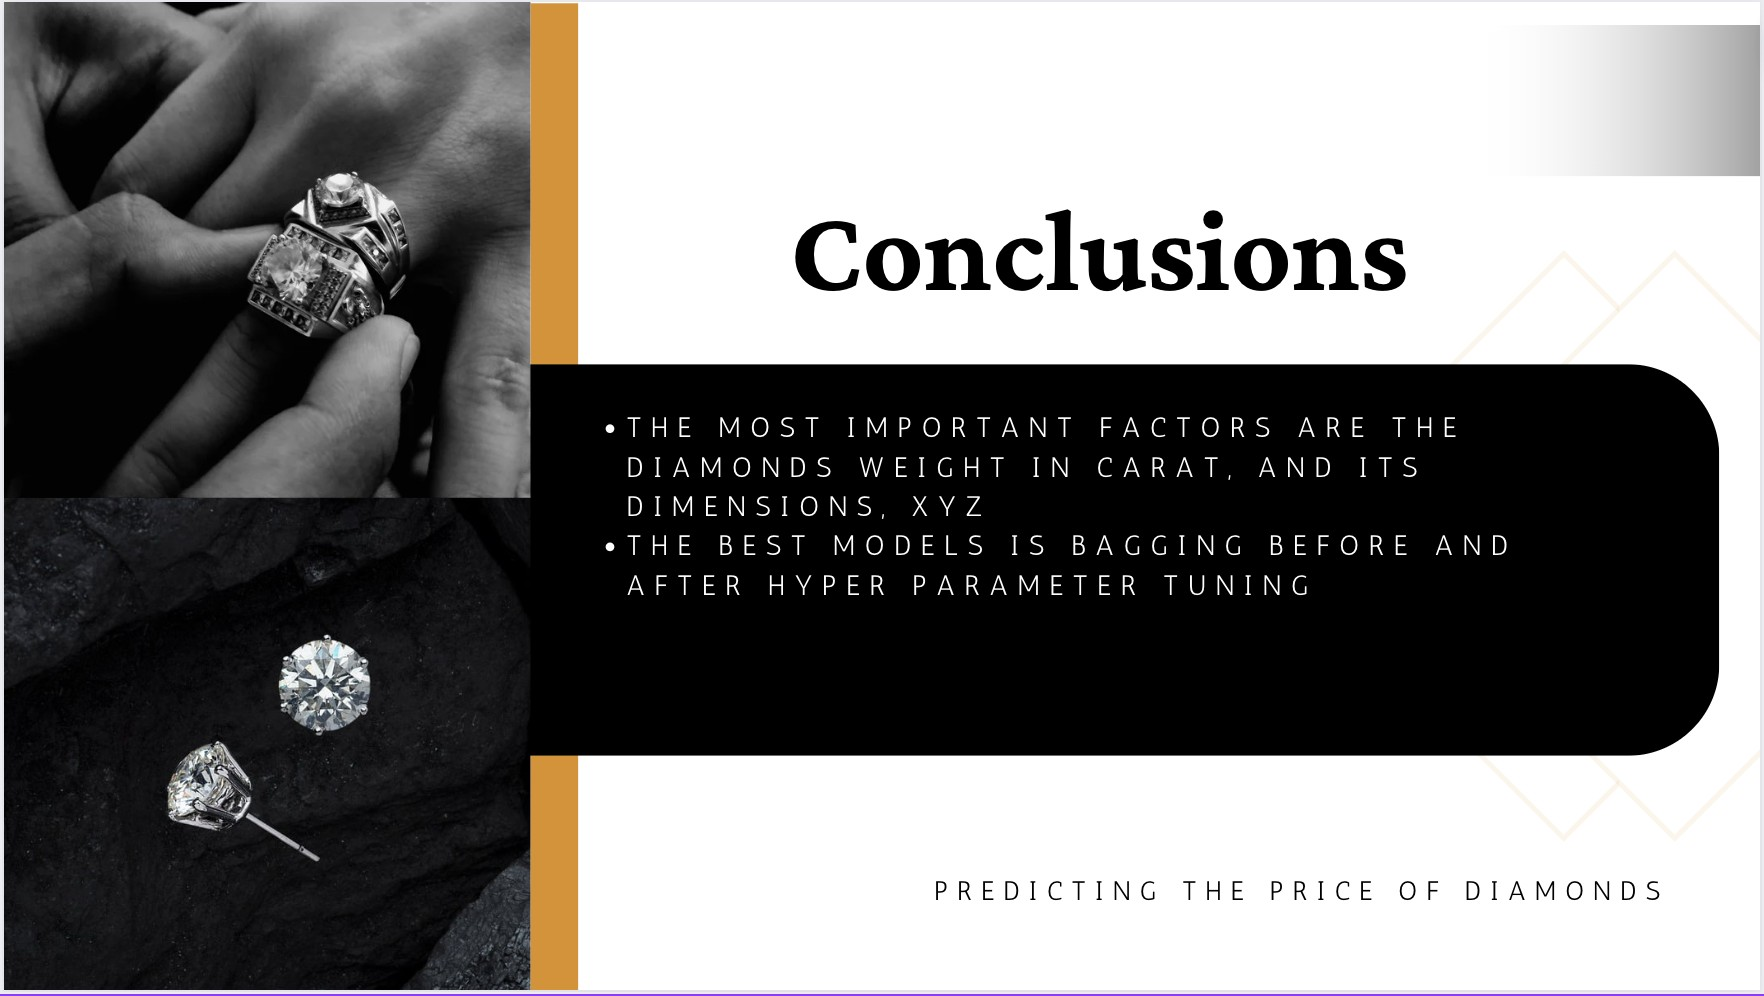 Conclusions
• THE MOST IMPORTANT FACTORS ARE THE
DIAMONDS WEIGHT IN CARAT, AND ITS
DIMENSIONS, XYZ
• THE BEST MODELS IS BAGGING BEFORE AND
AFTER HYPER PARAMETER TUNING
PREDICTING THE PRICE OF DIAMONDS